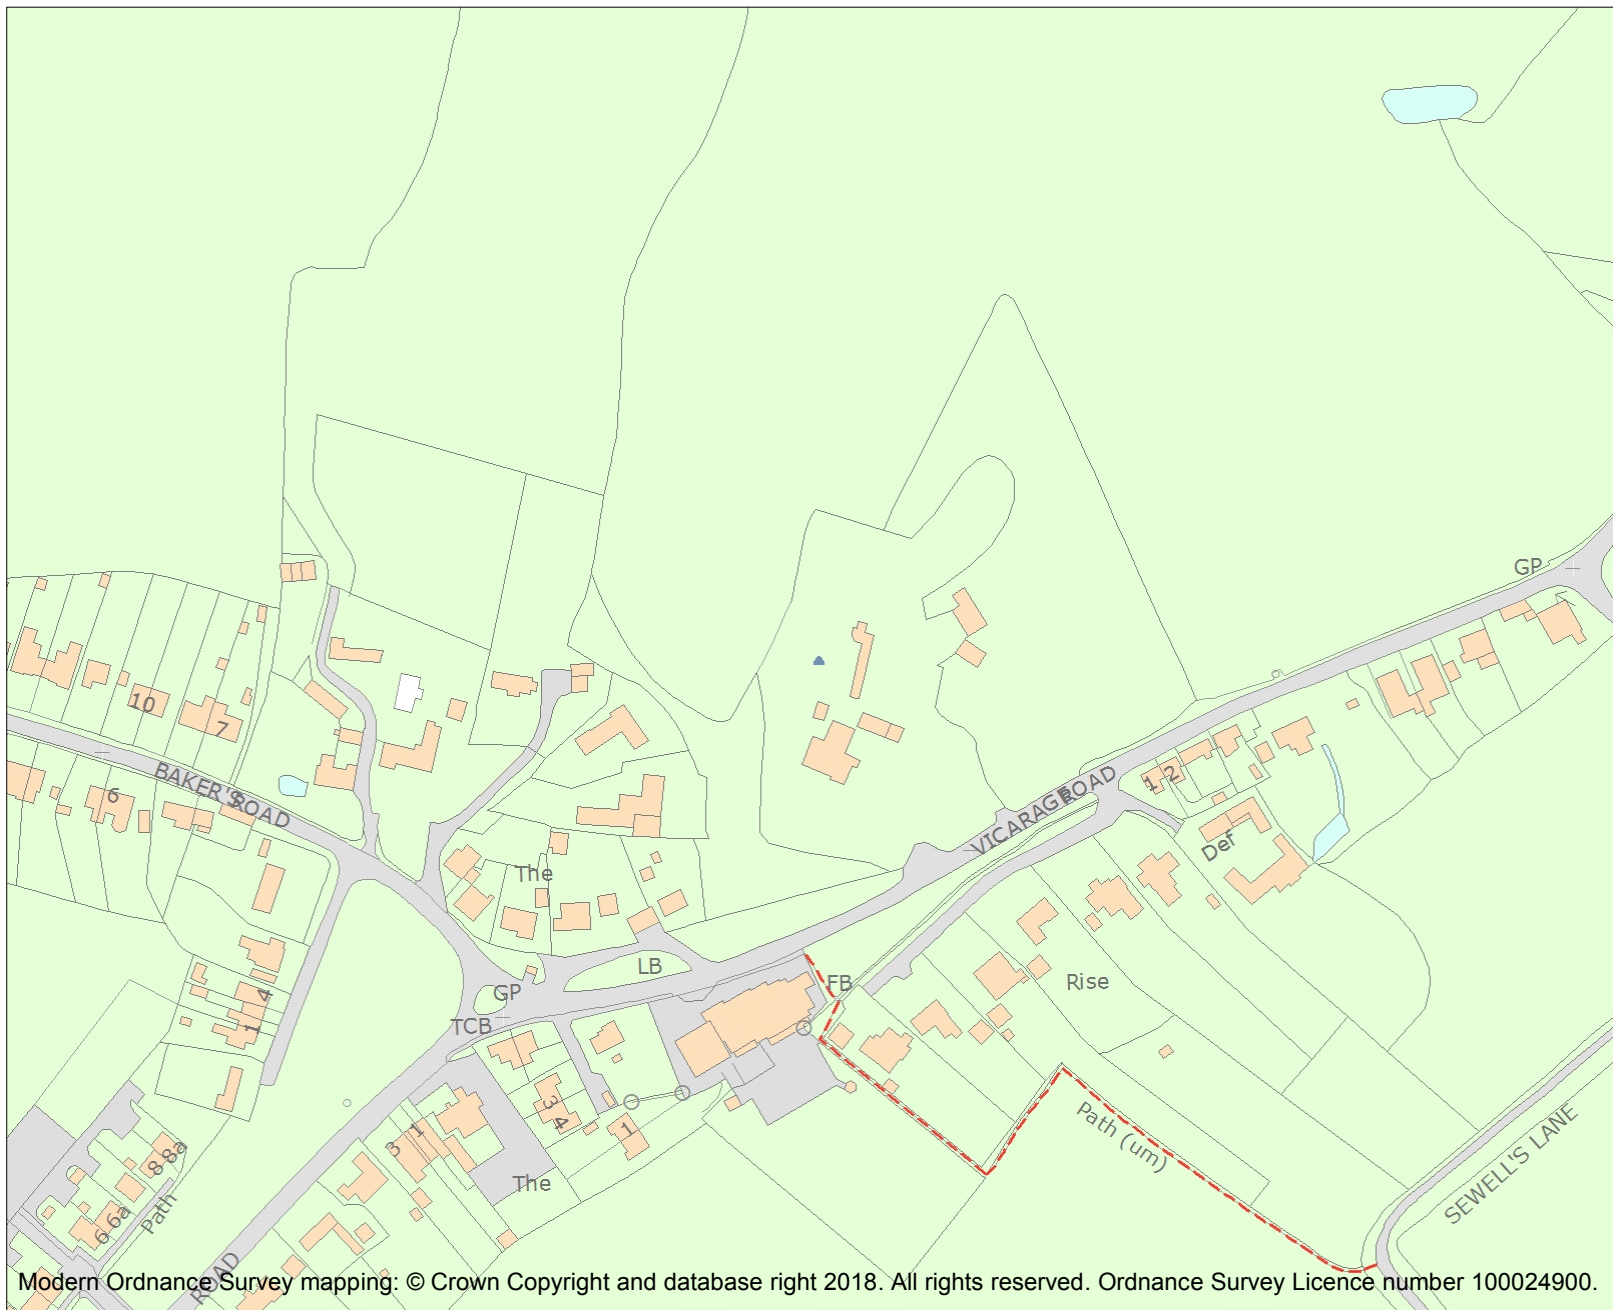 GP
10
7
BAKER'S ROAD
6
VICARAGE ROAD
1 2
The
Def
LB
FB
Rise
GP
TCB
4
1
3 4
Path (um)
1
3 1
SEWELL'S LANE
8 8a
The
Path
6 6a
ROAD
Modern Ordnance Survey mapping: © Crown Copyright and database right 2018. All rights reserved. Ordnance Survey Licence number 100024900.